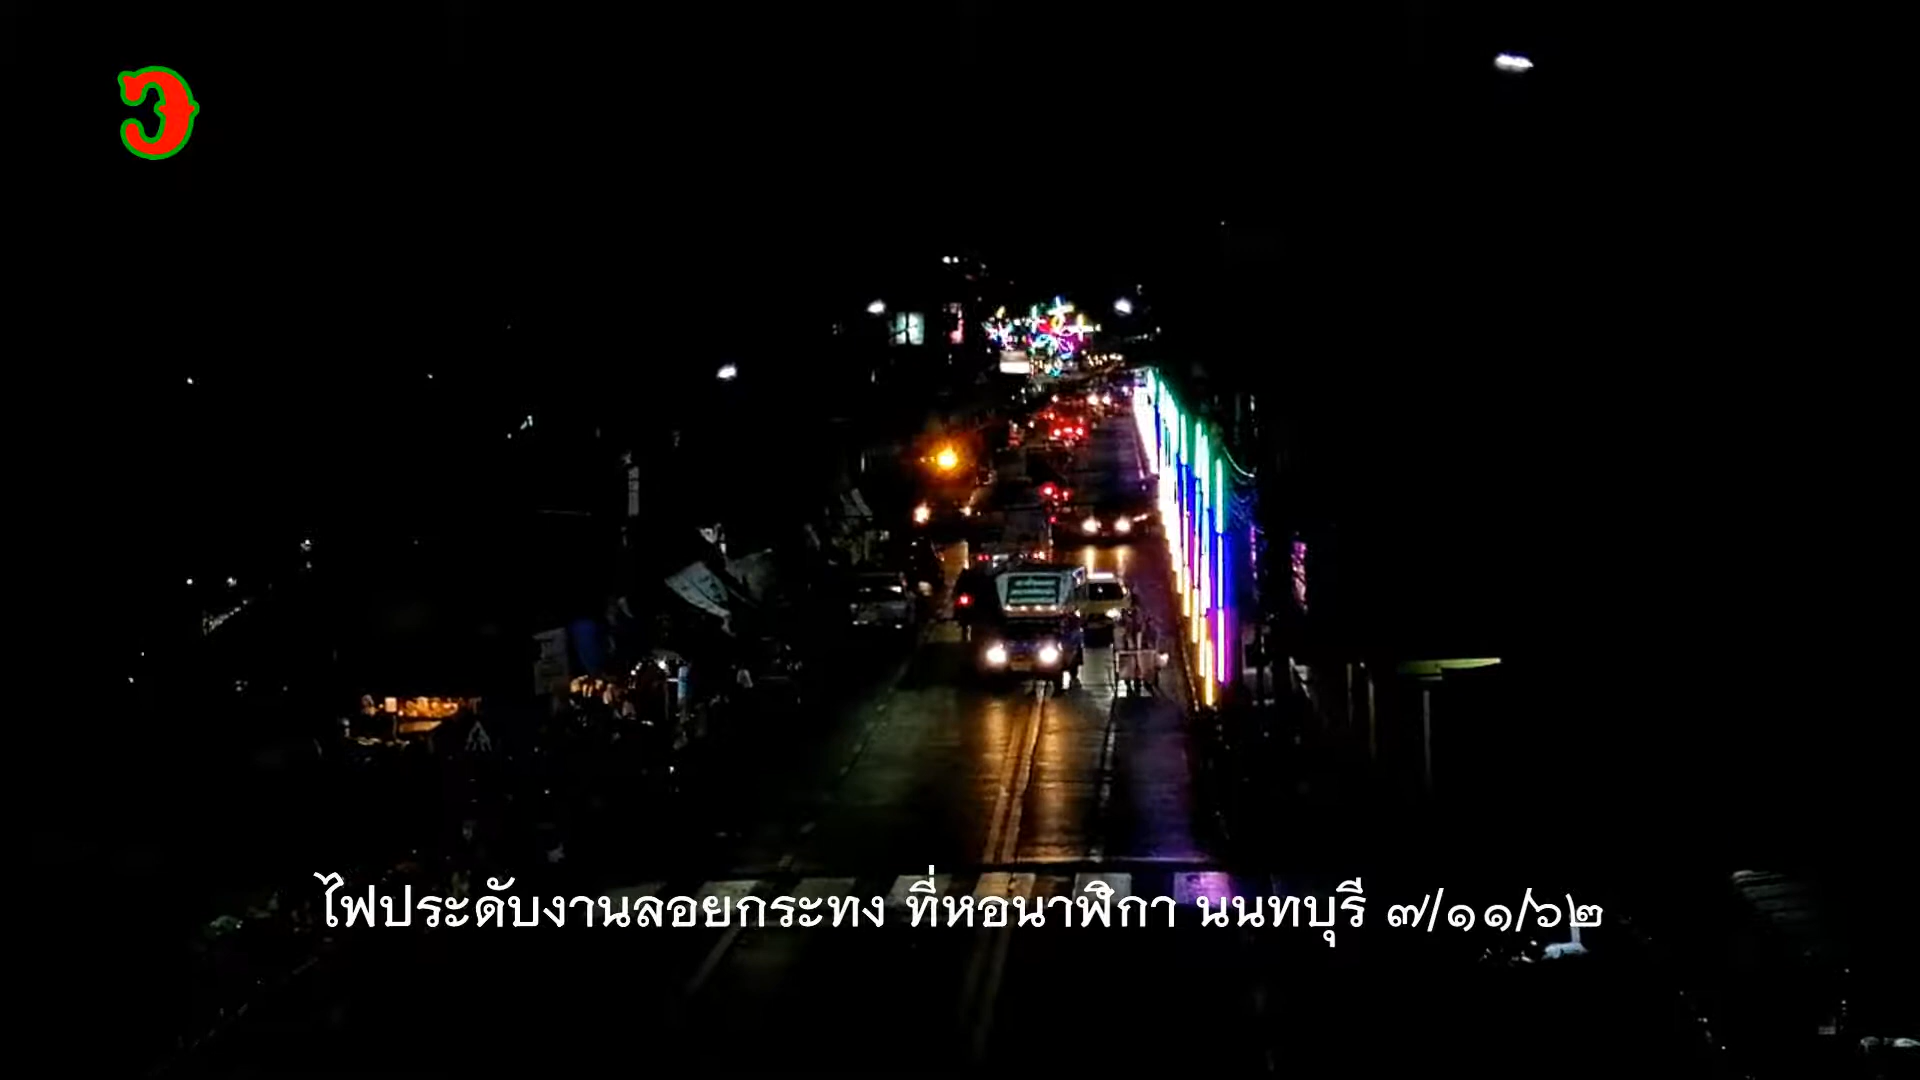 ไฟประดับงานลอยกระทง ที่หอนาฬิกา นนทบุรี ๗/๑๑/๖๒